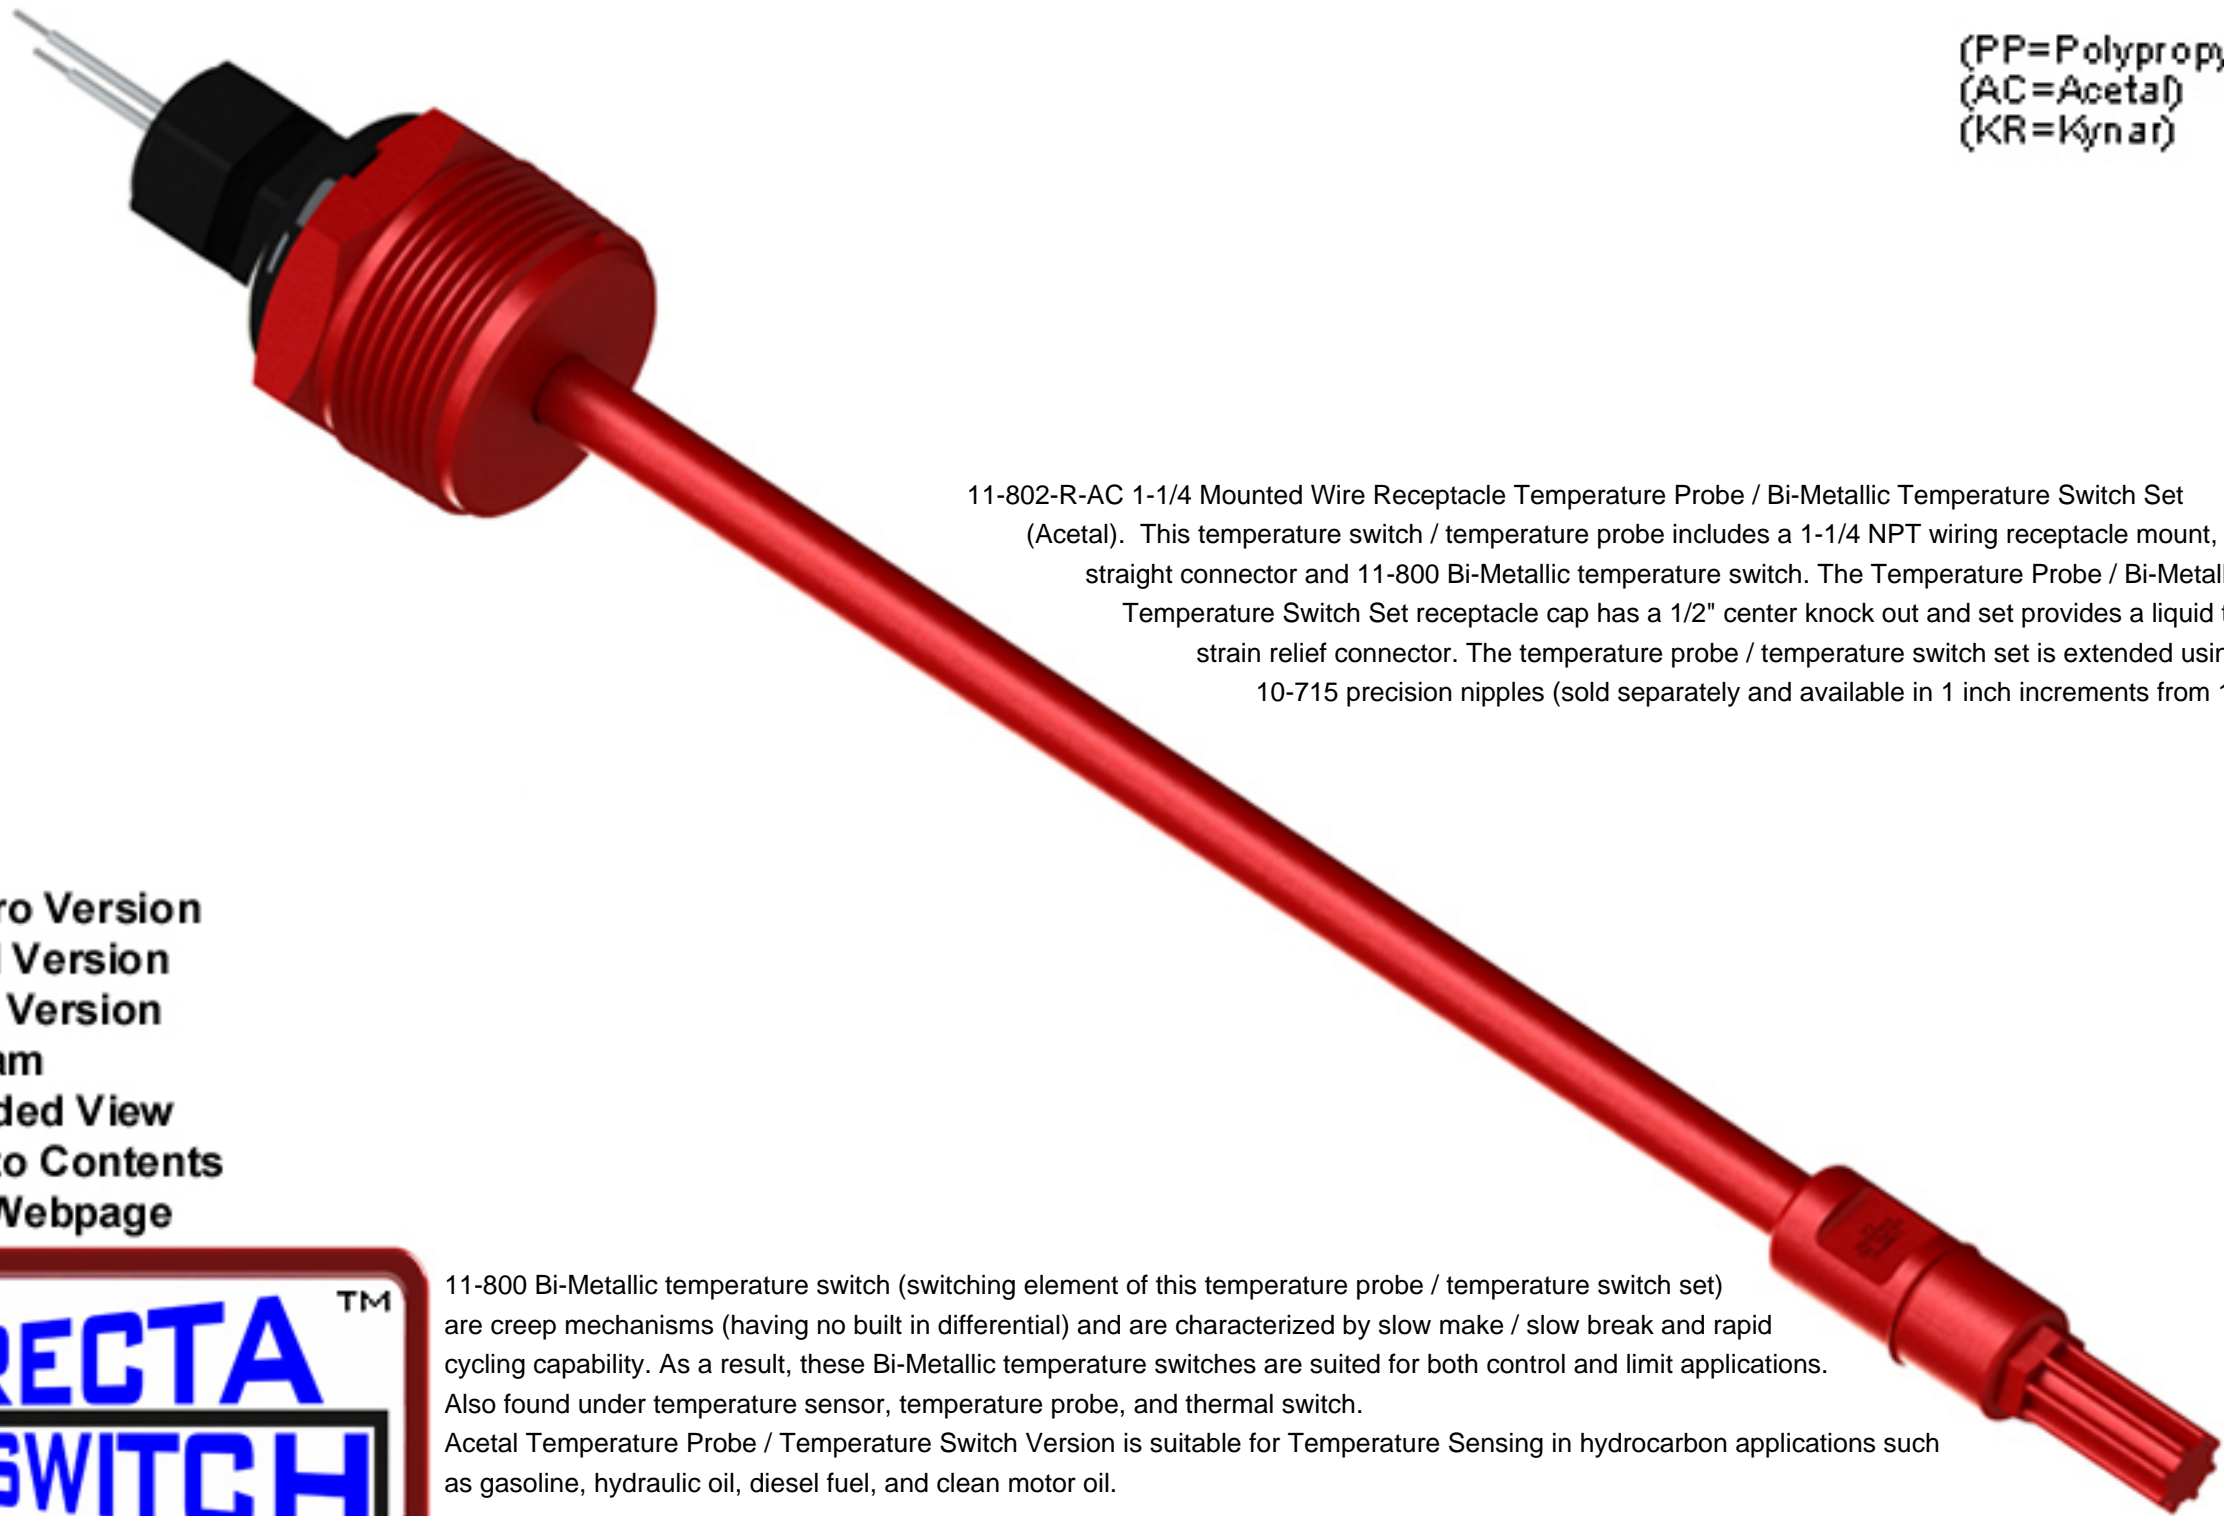 (PP=Polypropy
(AC=Acetal)
(KR=Kynar)
11-802-R-AC 1-1/4 Mounted Wire Receptacle Temperature Probe / Bi-Metallic Temperature Switch Set
(Acetal).  This temperature switch / temperature probe includes a 1-1/4 NPT wiring receptacle mount,
straight connector and 11-800 Bi-Metallic temperature switch. The Temperature Probe / Bi-Metall
Temperature Switch Set receptacle cap has a 1/2" center knock out and set provides a liquid t
strain relief connector. The temperature probe / temperature switch set is extended usin
10-715 precision nipples (sold separately and available in 1 inch increments from 1
ro Version
Version
Version
am
ded View
to Contents
Webpage
RECTA TM
SWITCH
11-800 Bi-Metallic temperature switch (switching element of this temperature probe / temperature switch set)
are creep mechanisms (having no built in differential) and are characterized by slow make / slow break and rapid
cycling capability. As a result, these Bi-Metallic temperature switches are suited for both control and limit applications.
Also found under temperature sensor, temperature probe, and thermal switch.
Acetal Temperature Probe / Temperature Switch Version is suitable for Temperature Sensing in hydrocarbon applications such
as gasoline, hydraulic oil, diesel fuel, and clean motor oil.